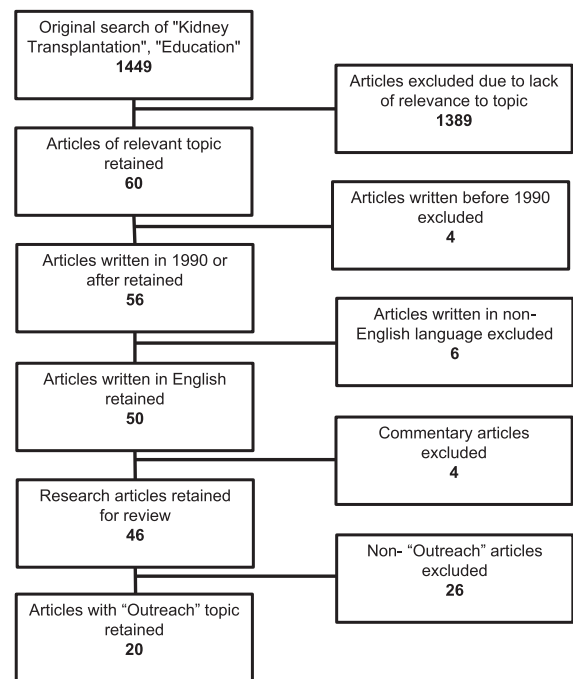 Original search of "Kidney
Transplantation", "Education"
1449
Articles excluded due to lack
of relevance to topic
1389
Articles of relevant topic
retained
60
Articles written before 1990
excluded
4
Articles written in 1990 or
after retained
56
Articles written in non-
English language excluded
6
Articles written in English
retained
50
Commentary articles
excluded
4
Research articles retained
for review
46
Non- “Outreach” articles
excluded
26
Articles with “Outreach” topic
retained
20